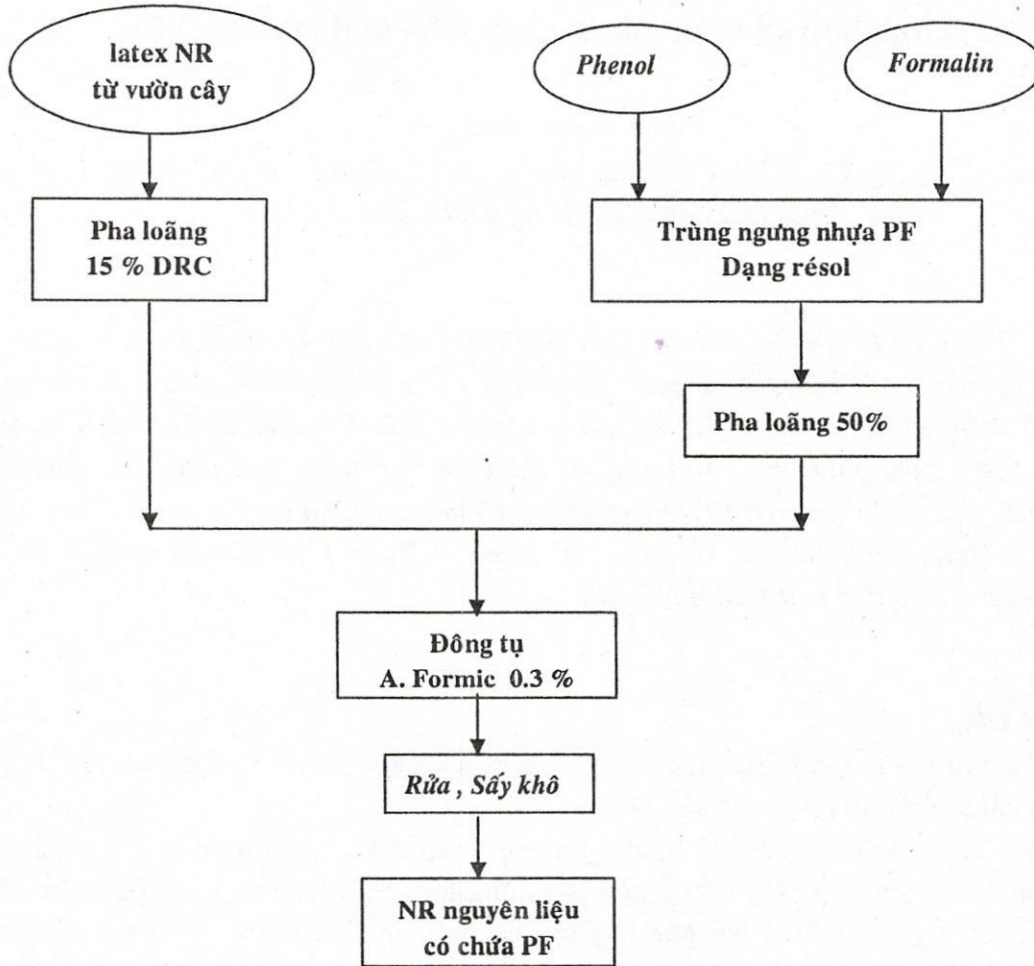 latex NR
từ vườn cây
Phenol
Formalin
Pha loãng
15 % DRC
Trùng ngưng nhựa PF
Dạng résol
Pha loãng 50%
Đông tụ
A. Formic 0.3 %
Rửa , Sấy khô
NR nguyên liệu
có chứa PF